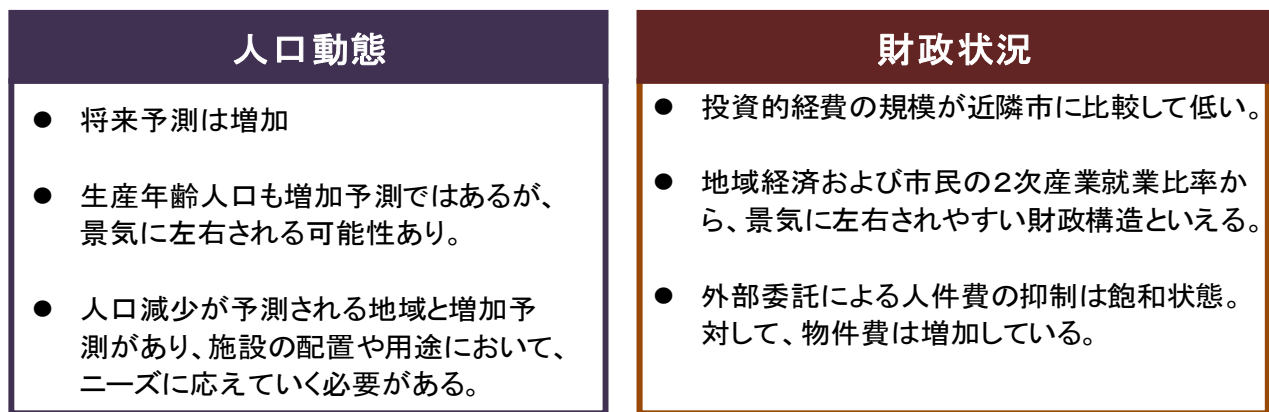 人口動態
● 将来予測は増加
● 生産年齢人口も増加予測ではあるが、
景気に左右される可能性あり。
● 人口減少が予測される地域と増加予
測があり、施設の配置や用途において、
ニーズに応えていく必要がある。
財政状況
● 投資的経費の規模が近隣市に比較して低い。
● 地域経済および市民の2次産業就業比率か
ら、景気に左右されやすい財政構造といえる。
● 外部委託による人件費の抑制は飽和状態。
対して、物件費は増加している。